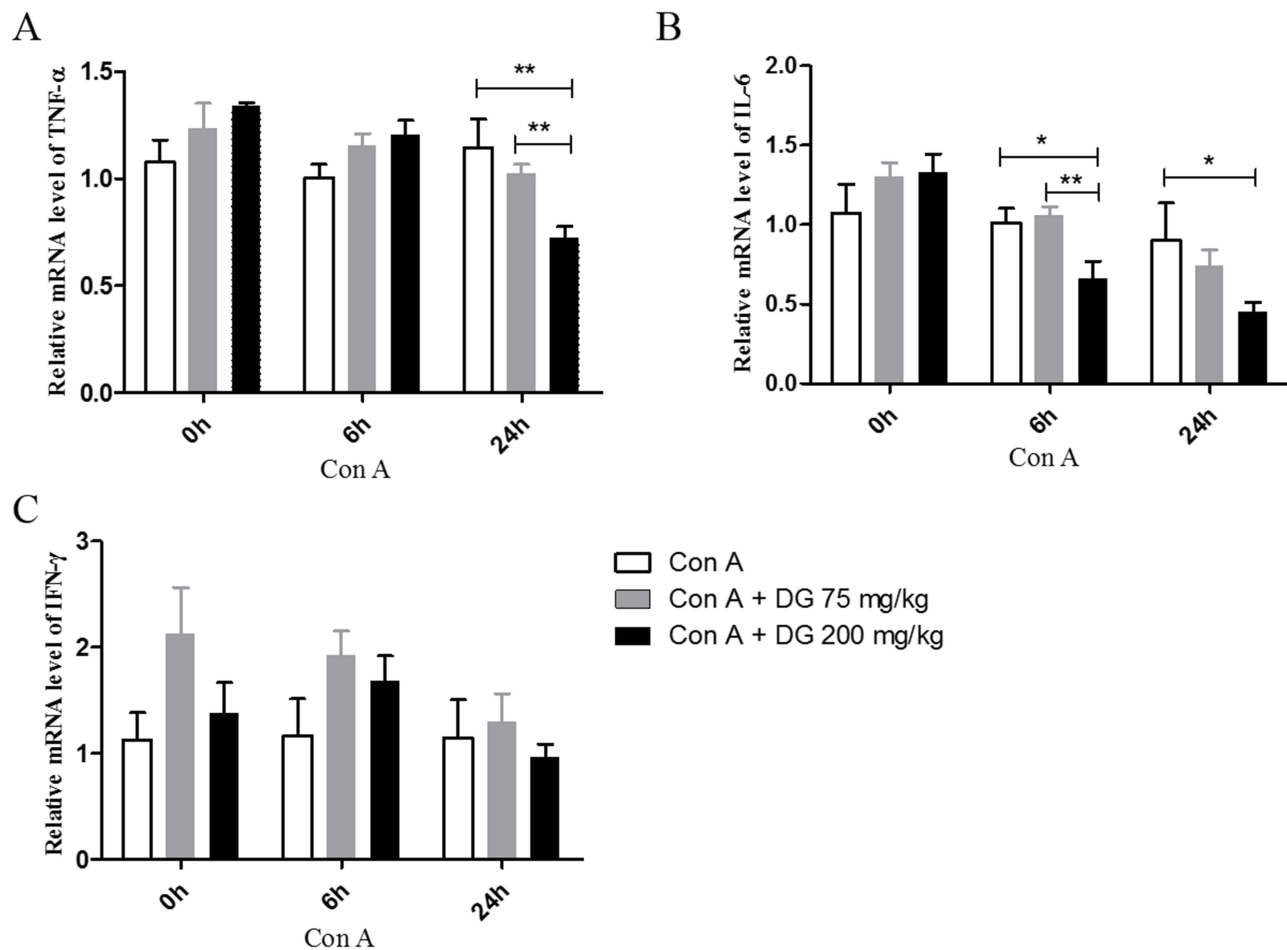 A
Relative mRNA level of TNF-α
1.5
1.0
0.5
0.0
**
**
0h
6h
24h
Con A
B
Relative mRNA level of IL-6
2.0
1.5
1.0
0.5
0.0
*
**
*
0h
6h
24h
Con A
C
Relative mRNA level of IFN-γ
3
2
1
0
0h
6h
24h
Con A
Con A
Con A + DG 75 mg/kg
Con A + DG 200 mg/kg